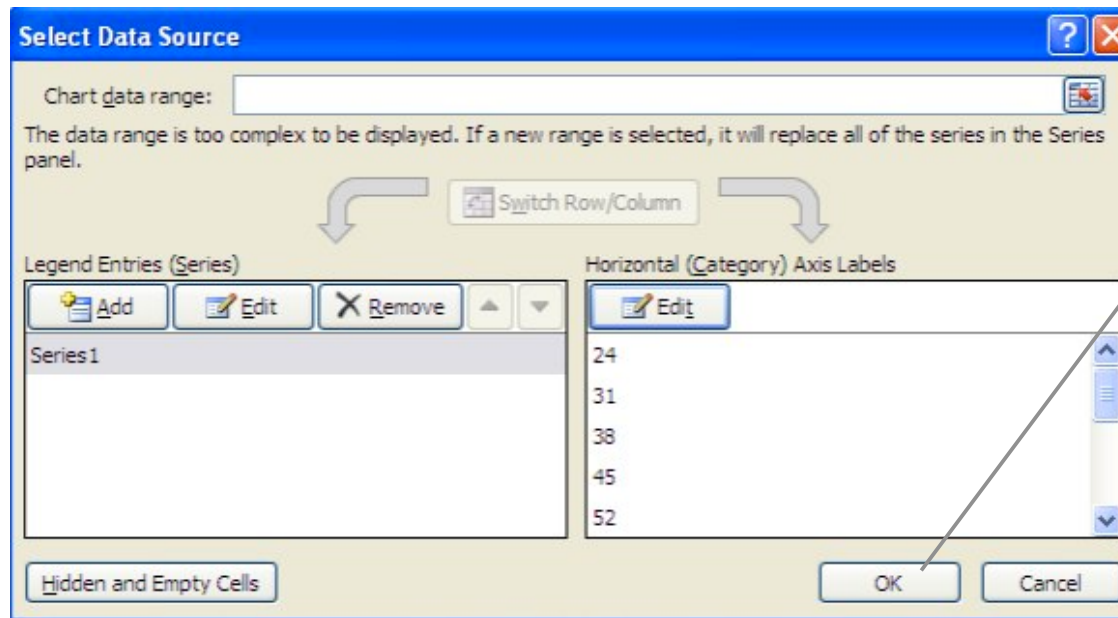 Select Data Source
Chart data range:
The data range is too complex to be displayed. If a new range is selected, it will replace all of the series in the Series
panel.
Switch Row/Column
Legend Entries (Series)
Horizontal (Category) Axis Labels
Add Edit Remove
Edit
Series1
24
31
38
45
52
Hidden and Empty Cells
OK
Cancel